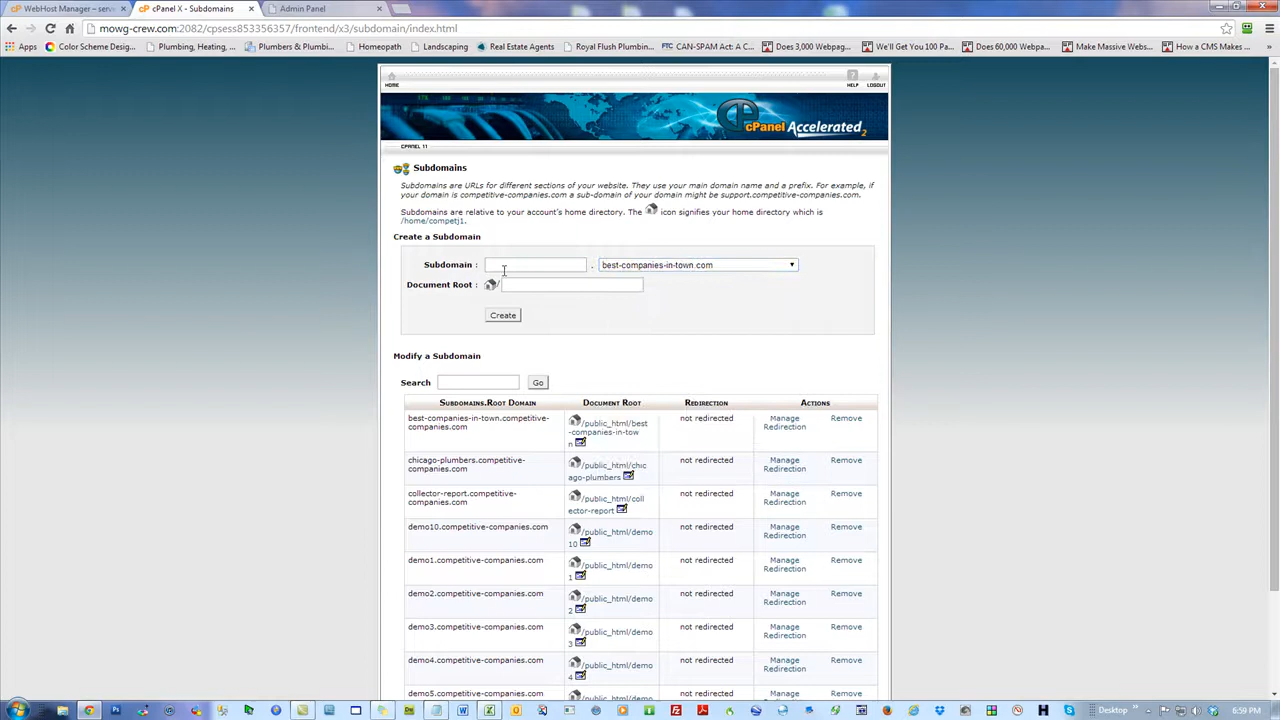 WebHost Manager – serv
cPanel X - Subdomains
Admin Panel
mowg-crew.com:2082/cpsess853356357/frontend/x3/subdomain/index.html
Apps
Color Scheme Design...
Plumbing, Heating, ...
Plumbers & Plumbi...
Homeopath
Landscaping
Real Estate Agents
Royal Flush Plumbin...
FTC CAN-SPAM Act: A C...
Does 3,000 Webpag...
We'll Get You 100 Pa...
Does 60,000 Webpa...
Make Massive Webs...
How a CMS Makes ...
HOME
HELP
LOGOUT
cP
cPanel Accelerated2
CPANEL 11
Subdomains
Subdomains are URLs for different sections of your website. They use your main domain name and a prefix. For example, if
your domain is competitive-companies.com a sub-domain of your domain might be support.competitive-companies.com.
Subdomains are relative to your account's home directory. The icon signifies your home directory which is
/home/competj1.
Create a Subdomain
Subdomain :
.
best-companies-in-town.com
Document Root :
/
Create
Modify a Subdomain
Search
Go
SUBDOMAINS.ROOT DOMAIN
DOCUMENT ROOT
REDIRECTION
ACTIONS
best-companies-in-town.competitive-
companies.com
/public_html/best
-companies-in-tow
n
not redirected
Manage
Redirection
Remove
chicago-plumbers.competitive-
companies.com
/public_html/chic
ago-plumbers
not redirected
Manage
Redirection
Remove
collector-report.competitive-
companies.com
/public_html/coll
ector-report
not redirected
Manage
Redirection
Remove
demo10.competitive-companies.com
/public_html/demo
10
not redirected
Manage
Redirection
Remove
demo1.competitive-companies.com
/public_html/demo
1
not redirected
Manage
Redirection
Remove
demo2.competitive-companies.com
/public_html/demo
2
not redirected
Manage
Redirection
Remove
demo3.competitive-companies.com
/public_html/demo
3
not redirected
Manage
Redirection
Remove
demo4.competitive-companies.com
/public_html/demo
4
not redirected
Manage
Redirection
Remove
demo5.competitive-companies.com
/public_html/demo
not redirected
Manage
Remove
Desktop
6:59 PM